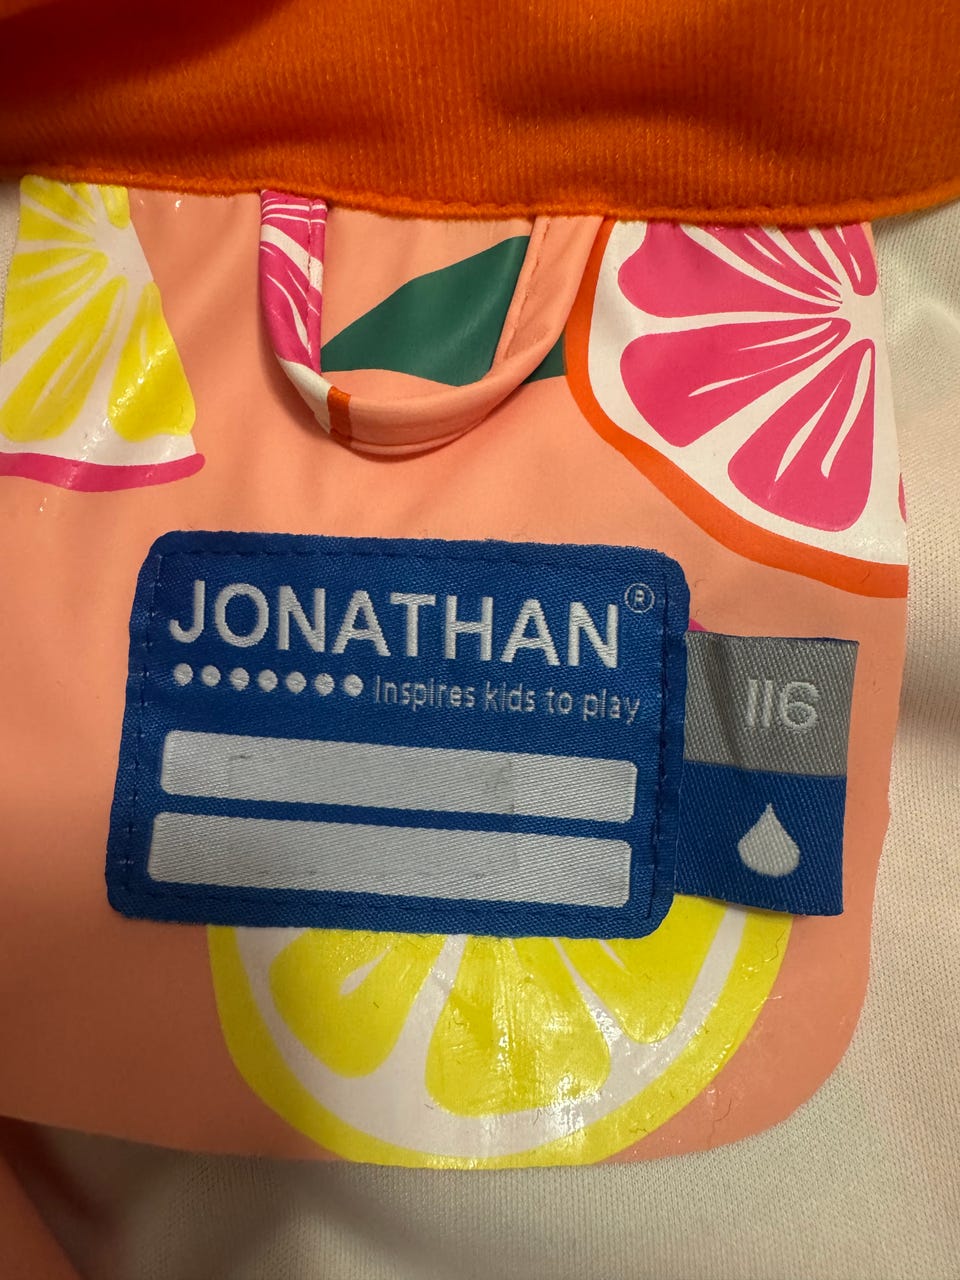 JONATHAN®
Inspires kids to play
116